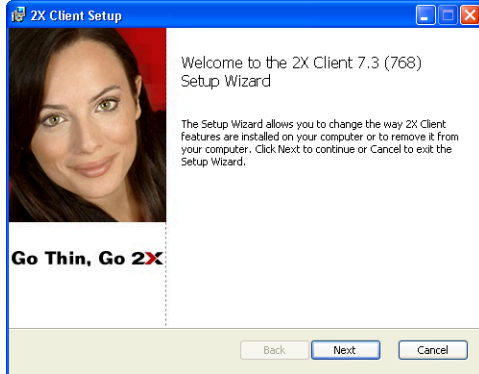 2X Client Setup
Welcome to the 2X Client 7.3 (768)
Setup Wizard
The Setup Wizard allows you to change the way 2X Client
features are installed on your computer or to remove it from
your computer. Click Next to continue or Cancel to exit the
Setup Wizard.
Go Thin, Go 2X
Back Next Cancel